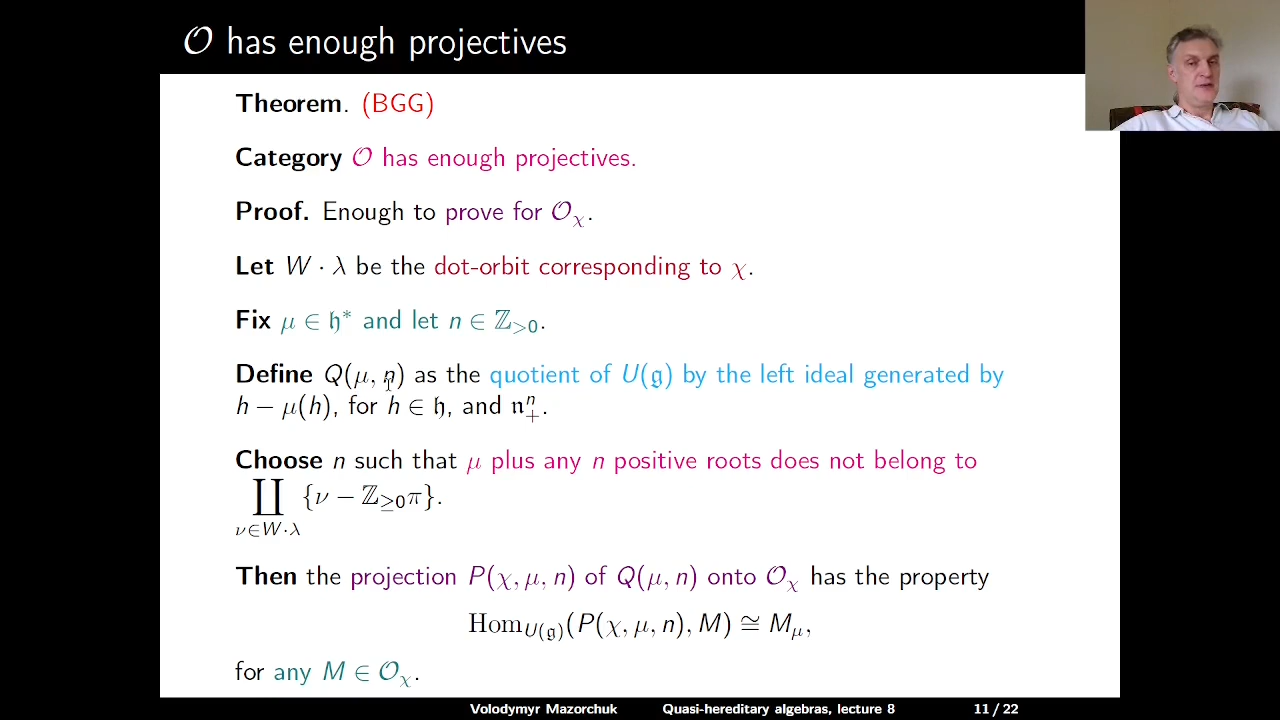 𝒪 has enough projectives
Theorem. (BGG)
Category 𝒪 has enough projectives.
Proof. Enough to prove for 𝒪_χ.
Let W · λ be the dot-orbit corresponding to χ.
Fix μ ∈ 𝔥* and let n ∈ ℤ_{>0}.
Define Q(μ, n) as the quotient of U(𝔤) by the left ideal generated by
h − μ(h), for h ∈ 𝔥, and 𝔫₊ⁿ.
Choose n such that μ plus any n positive roots does not belong to
∐_{ν∈W·λ} {ν − ℤ_{≥0}π}.
Then the projection P(χ, μ, n) of Q(μ, n) onto 𝒪_χ has the property
Hom_{U(𝔤)}(P(χ, μ, n), M) ≅ M_μ,
for any M ∈ 𝒪_χ.
Volodymyr Mazorchuk Quasi-hereditary algebras, lecture 8 11 / 22